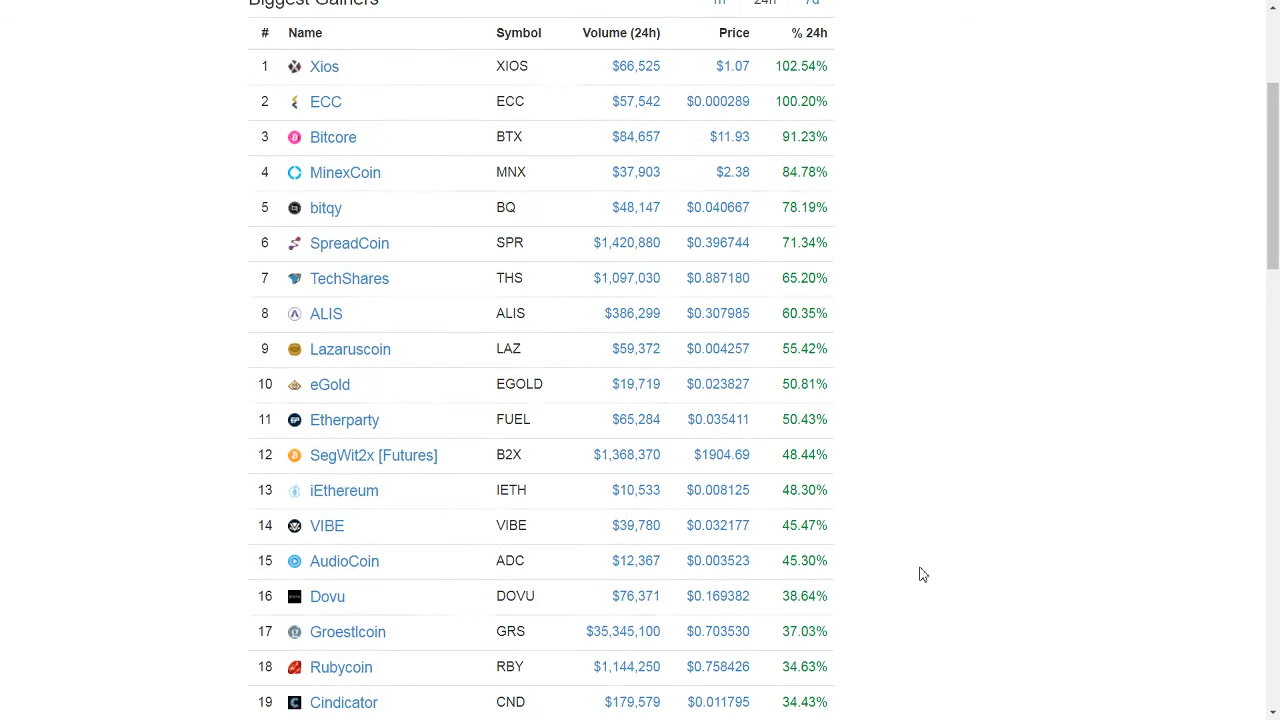 Biggest Gainers 1h 24h 7d
# Name Symbol Volume (24h) Price % 24h
1 Xios XIOS $66,525 $1.07 102.54%
2 ECC ECC $57,542 $0.000289 100.20%
3 Bitcore BTX $84,657 $11.93 91.23%
4 MinexCoin MNX $37,903 $2.38 84.78%
5 bitqy BQ $48,147 $0.040667 78.19%
6 SpreadCoin SPR $1,420,880 $0.396744 71.34%
7 TechShares THS $1,097,030 $0.887180 65.20%
8 ALIS ALIS $386,299 $0.307985 60.35%
9 Lazaruscoin LAZ $59,372 $0.004257 55.42%
10 eGold EGOLD $19,719 $0.023827 50.81%
11 Etherparty FUEL $65,284 $0.035411 50.43%
12 SegWit2x [Futures] B2X $1,368,370 $1904.69 48.44%
13 iEthereum IETH $10,533 $0.008125 48.30%
14 VIBE VIBE $39,780 $0.032177 45.47%
15 AudioCoin ADC $12,367 $0.003523 45.30%
16 Dovu DOVU $76,371 $0.169382 38.64%
17 Groestlcoin GRS $35,345,100 $0.703530 37.03%
18 Rubycoin RBY $1,144,250 $0.758426 34.63%
19 Cindicator CND $179,579 $0.011795 34.43%